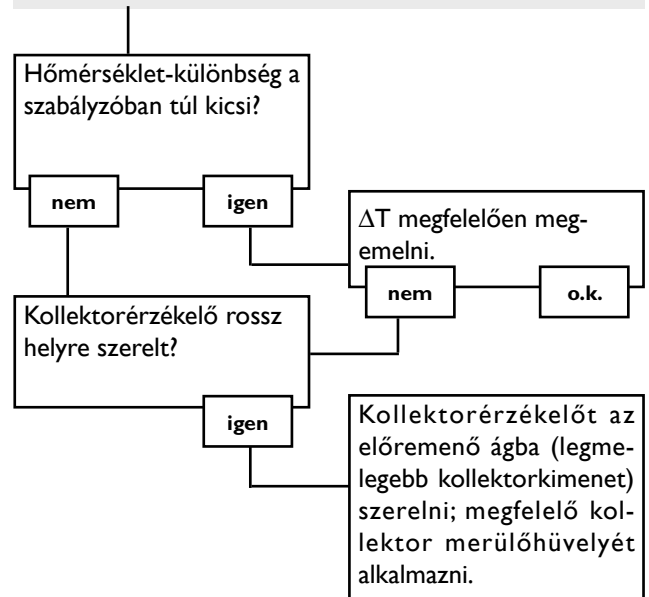 Hőmérséklet-különbség a
szabályzóban túl kicsi?
nem
igen
ΔT megfelelően meg-
emelni.
nem
o.k.
Kollektorérzékelő rossz
helyre szerelt?
igen
Kollektorérzékelőt az
előremenő ágba (legme-
legebb kollektorkimenet)
szerelni; megfelelő kol-
lektor merülőhüvelyét
alkalmazni.